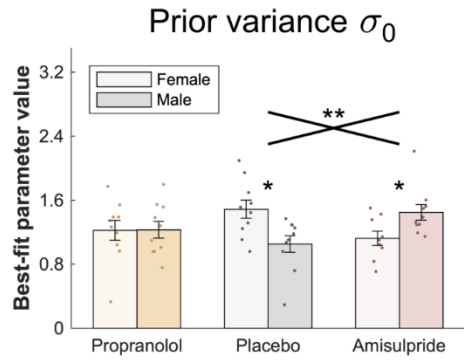 Prior variance σ0
Best-fit parameter value
3.2
2.4
1.6
0.8
0
Female
Male
**
*
*
Propranolol
Placebo
Amisulpride